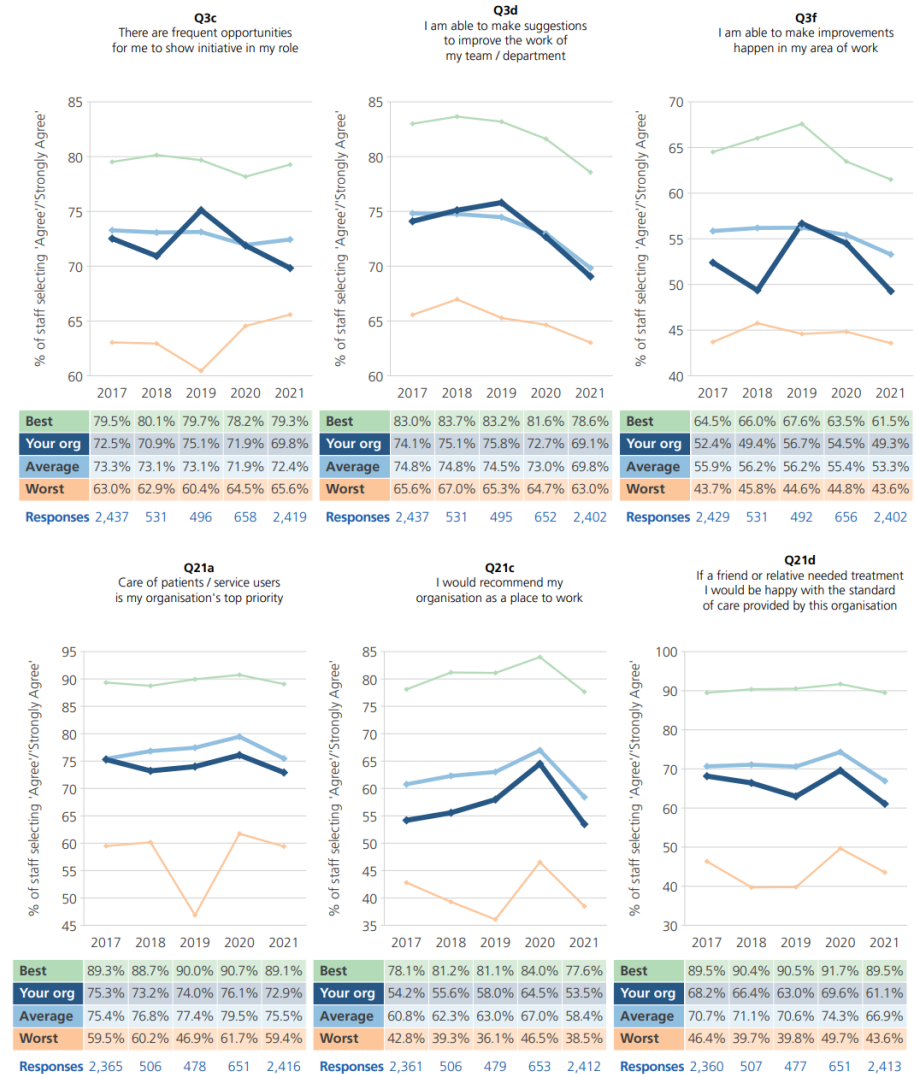 Q3c
There are frequent opportunities
for me to show initiative in my role
% of staff selecting 'Agree'/'Strongly Agree'
85
80
75
70
65
60
2017 2018 2019 2020 2021
Best 79.5% 80.1% 79.7% 78.2% 79.3%
Your org 72.5% 70.9% 75.1% 71.9% 69.8%
Average 73.3% 73.1% 73.1% 71.9% 72.4%
Worst 63.0% 62.9% 60.4% 64.5% 65.6%
Responses 2,437 531 496 658 2,419
Q3d
I am able to make suggestions
to improve the work of
my team / department
% of staff selecting 'Agree'/'Strongly Agree'
85
80
75
70
65
60
2017 2018 2019 2020 2021
Best 83.0% 83.7% 83.2% 81.6% 78.6%
Your org 74.1% 75.1% 75.8% 72.7% 69.1%
Average 74.8% 74.8% 74.5% 73.0% 69.8%
Worst 65.6% 67.0% 65.3% 64.7% 63.0%
Responses 2,437 531 495 652 2,402
Q3f
I am able to make improvements
happen in my area of work
% of staff selecting 'Agree'/'Strongly Agree'
70
65
60
55
50
45
40
2017 2018 2019 2020 2021
Best 64.5% 66.0% 67.6% 63.5% 61.5%
Your org 52.4% 49.4% 56.7% 54.5% 49.3%
Average 55.9% 56.2% 56.2% 55.4% 53.3%
Worst 43.7% 45.8% 44.6% 44.8% 43.6%
Responses 2,429 531 492 656 2,402
Q21a
Care of patients / service users
is my organisation's top priority
% of staff selecting 'Agree'/'Strongly Agree'
95
90
85
80
75
70
65
60
55
50
45
2017 2018 2019 2020 2021
Best 89.3% 88.7% 90.0% 90.7% 89.1%
Your org 75.3% 73.2% 74.0% 76.1% 72.9%
Average 75.4% 76.8% 77.4% 79.5% 75.5%
Worst 59.5% 60.2% 46.9% 61.7% 59.4%
Responses 2,365 506 478 651 2,416
Q21c
I would recommend my
organisation as a place to work
% of staff selecting 'Agree'/'Strongly Agree'
85
80
75
70
65
60
55
50
45
40
35
2017 2018 2019 2020 2021
Best 78.1% 81.2% 81.1% 84.0% 77.6%
Your org 54.2% 55.6% 58.0% 64.5% 53.5%
Average 60.8% 62.3% 63.0% 67.0% 58.4%
Worst 42.8% 39.3% 36.1% 46.5% 38.5%
Responses 2,361 506 479 653 2,412
Q21d
If a friend or relative needed treatment
I would be happy with the standard
of care provided by this organisation
% of staff selecting 'Agree'/'Strongly Agree'
100
90
80
70
60
50
40
30
2017 2018 2019 2020 2021
Best 89.5% 90.4% 90.5% 91.7% 89.5%
Your org 68.2% 66.4% 63.0% 69.6% 61.1%
Average 70.7% 71.1% 70.6% 74.3% 66.9%
Worst 46.4% 39.7% 39.8% 49.7% 43.6%
Responses 2,360 507 477 651 2,413